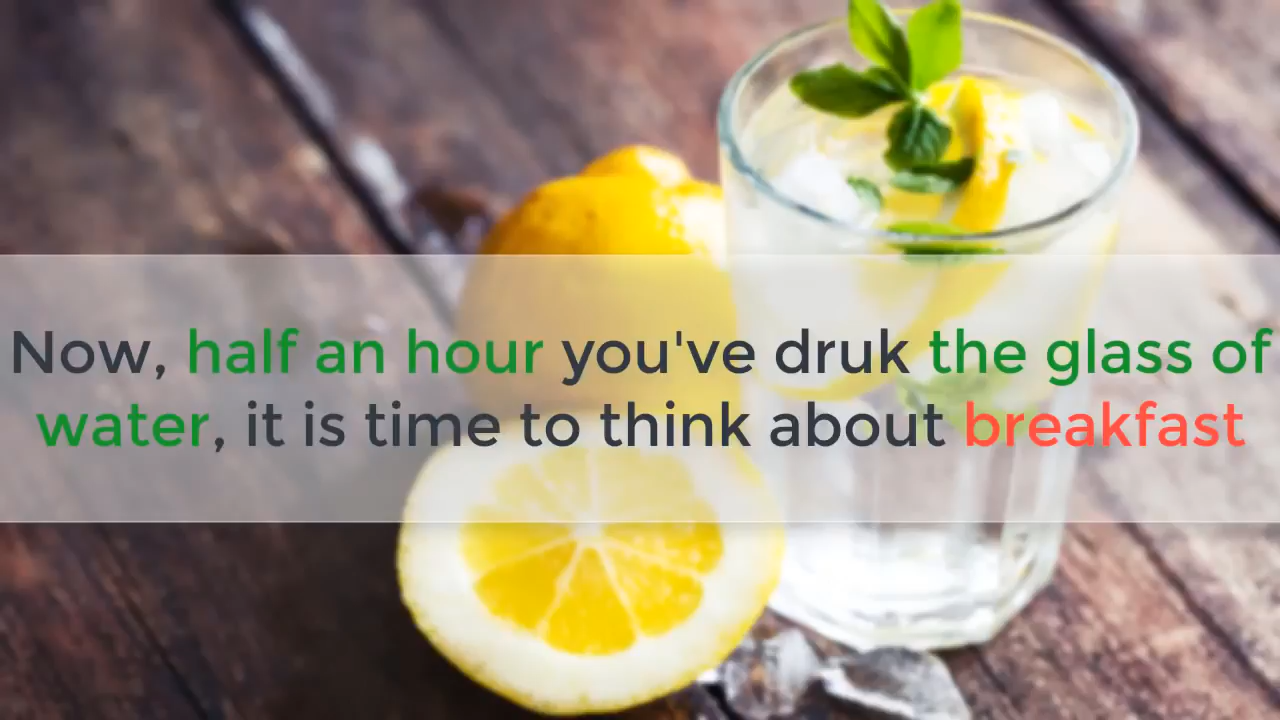 Now, half an hour you've druk the glass of
water, it is time to think about breakfast